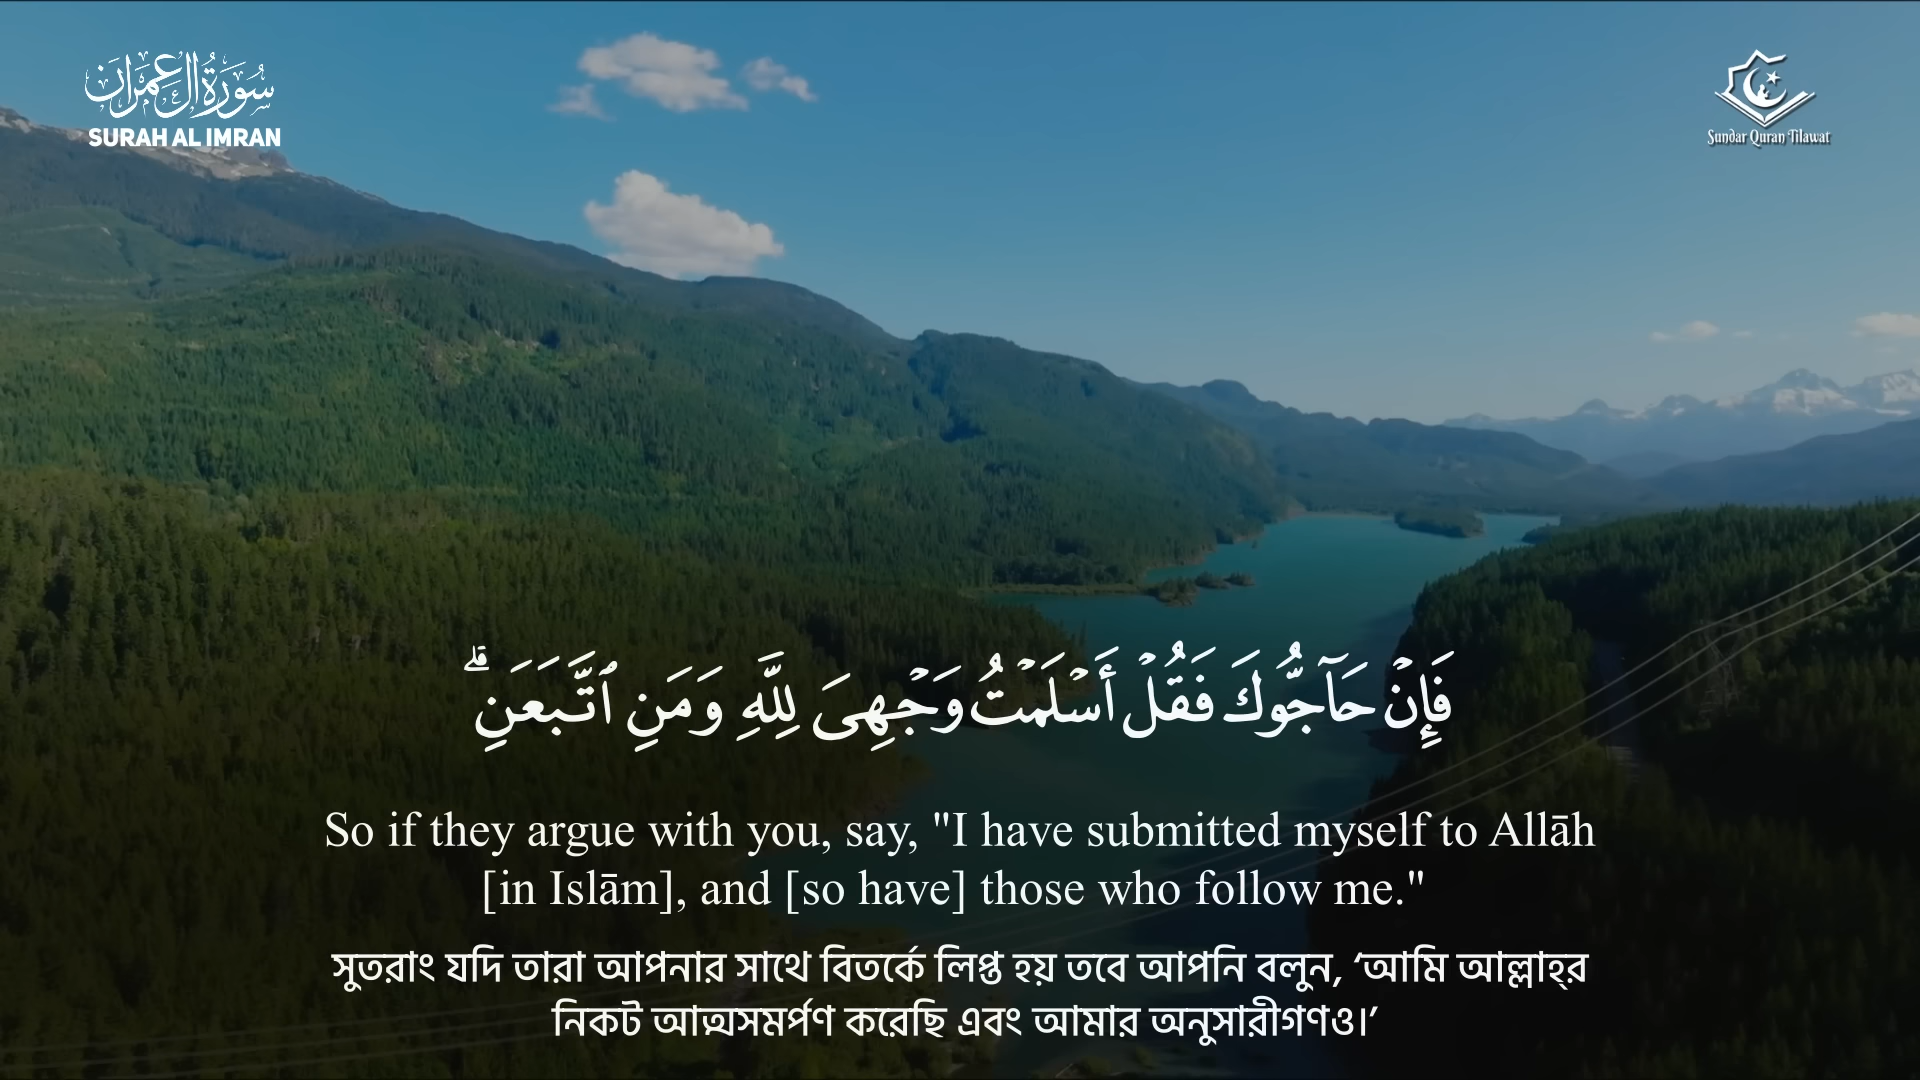 سُورَةُ آلِ عِمْرَان
SURAH AL IMRAN
Sundar Quran Tilawat
فَإِنْ حَآجُّوكَ فَقُلْ أَسْلَمْتُ وَجْهِىَ لِلَّهِ وَمَنِ ٱتَّبَعَنِ ۗ
So if they argue with you, say, "I have submitted myself to Allāh
[in Islām], and [so have] those who follow me."
সুতরাং যদি তারা আপনার সাথে বিতর্কে লিপ্ত হয় তবে আপনি বলুন, ‘আমি আল্লাহ্‌র
নিকট আত্মসমর্পণ করেছি এবং আমার অনুসারীগণও।’